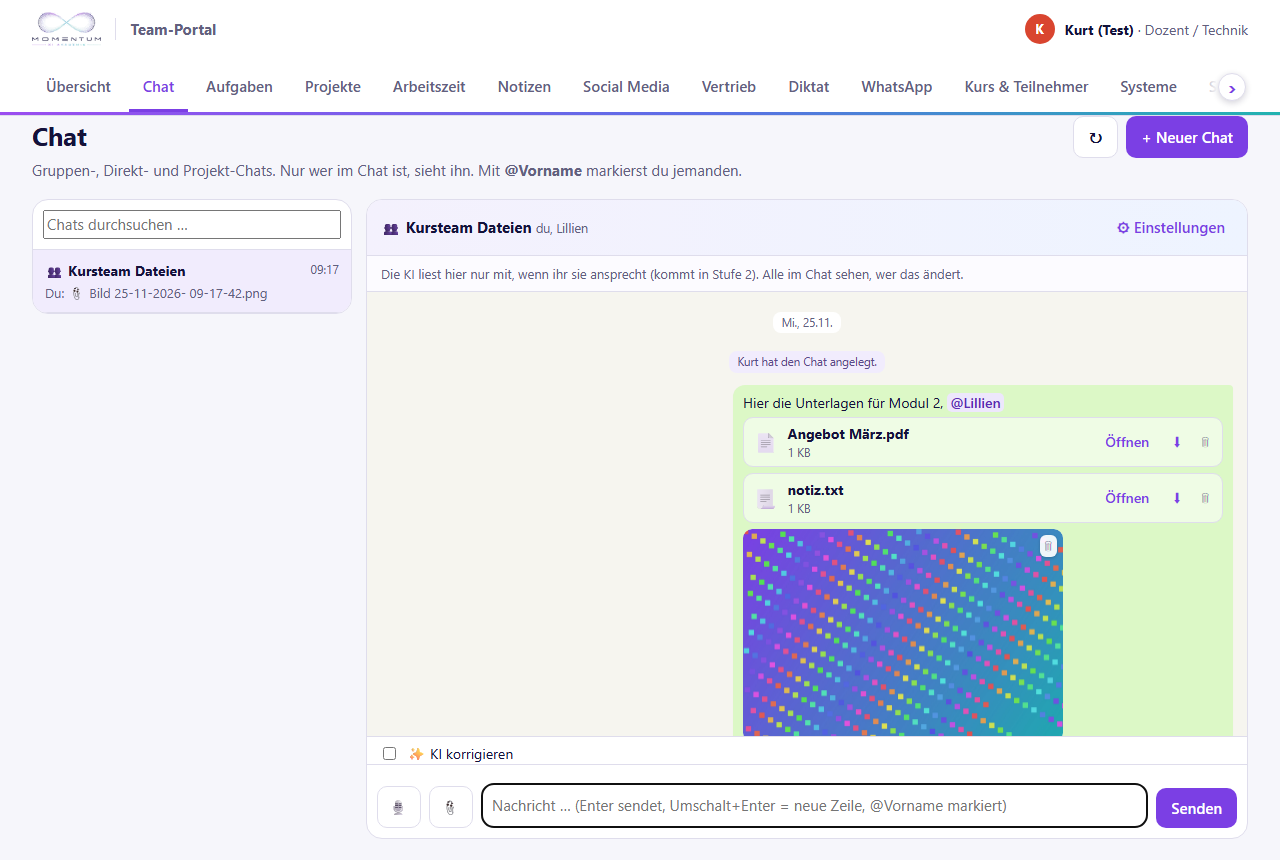 MOMENTUM
Team-Portal
K
Kurt (Test) · Dozent / Technik
Übersicht
Chat
Aufgaben
Projekte
Arbeitszeit
Notizen
Social Media
Vertrieb
Diktat
WhatsApp
Kurs & Teilnehmer
Systeme
Chat
+ Neuer Chat
Gruppen-, Direkt- und Projekt-Chats. Nur wer im Chat ist, sieht ihn. Mit @Vorname markierst du jemanden.
Chats durchsuchen ...
Kursteam Dateien 09:17
Du: Bild 25-11-2026- 09-17-42.png
Kursteam Dateien du, Lillien
Einstellungen
Die KI liest hier nur mit, wenn ihr sie ansprecht (kommt in Stufe 2). Alle im Chat sehen, wer das ändert.
Mi., 25.11.
Kurt hat den Chat angelegt.
Hier die Unterlagen für Modul 2, @Lillien
Angebot März.pdf
1 KB
Öffnen
notiz.txt
1 KB
Öffnen
KI korrigieren
Nachricht ... (Enter sendet, Umschalt+Enter = neue Zeile, @Vorname markiert)
Senden